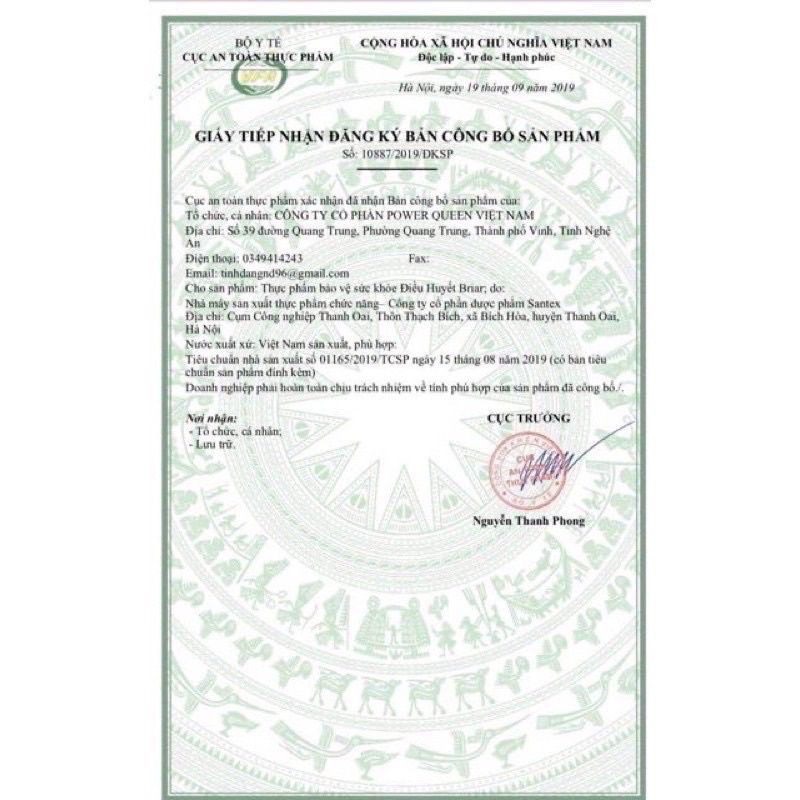 BỘ Y TẾ
CỤC AN TOÀN THỰC PHẨM
CỘNG HÒA XÃ HỘI CHỦ NGHĨA VIỆT NAM
Độc lập - Tự do - Hạnh phúc
Hà Nội, ngày 19 tháng 09 năm 2019
GIẤY TIẾP NHẬN ĐĂNG KÝ BẢN CÔNG BỐ SẢN PHẨM
Số: 10887/2019/ĐKSP
Cục an toàn thực phẩm xác nhận đã nhận Bản công bố sản phẩm của:
Tổ chức, cá nhân: CÔNG TY CỔ PHẦN POWER QUEEN VIỆT NAM
Địa chỉ: Số 39 đường Quang Trung, Phường Quang Trung, Thành phố Vinh, Tỉnh Nghệ
An
Điện thoại: 0349414243 Fax:
Email: tinhdangnd96@gmail.com
Cho sản phẩm: Thực phẩm bảo vệ sức khỏe Điệu Huyết Briar; do:
Nhà máy sản xuất thực phẩm chức năng– Công ty cổ phần dược phẩm Santex
Địa chỉ: Cụm Công nghiệp Thanh Oai, Thôn Thạch Bích, xã Bích Hòa, huyện Thanh Oai,
Hà Nội
Nước xuất xứ: Việt Nam sản xuất, phù hợp:
Tiêu chuẩn nhà sản xuất số 01165/2019/TCSP ngày 15 tháng 08 năm 2019 (có bản tiêu
chuẩn sản phẩm đính kèm)
Doanh nghiệp phải hoàn toàn chịu trách nhiệm về tính phù hợp của sản phẩm đã công bố./.
Nơi nhận:
- Tổ chức, cá nhân;
- Lưu trữ.
CỤC TRƯỞNG
Nguyễn Thanh Phong